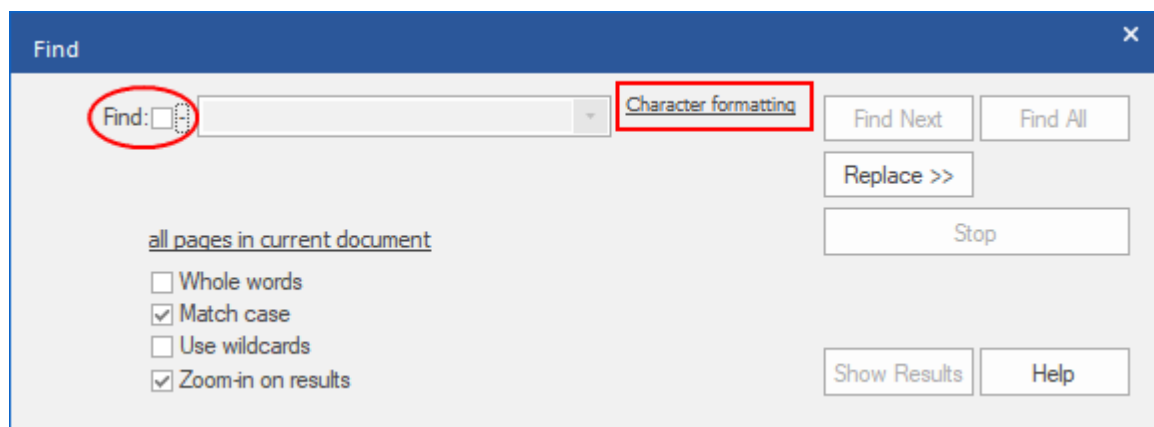 Find
Find: Character formatting
Find Next Find All
Replace >>
all pages in current document
Stop
Whole words
Match case
Use wildcards
Zoom-in on results
Show Results Help